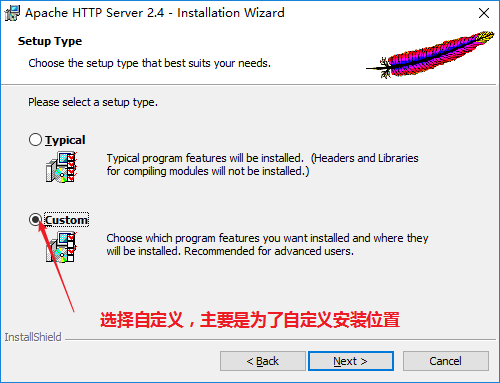 Apache HTTP Server 2.4 - Installation Wizard
Setup Type
Choose the setup type that best suits your needs.
Please select a setup type.
Typical
Typical program features will be installed. (Headers and Libraries
for compiling modules will not be installed.)
Custom
Choose which program features you want installed and where they
will be installed. Recommended for advanced users.
选择自定义，主要是为了自定义安装位置
InstallShield
< Back
Next >
Cancel